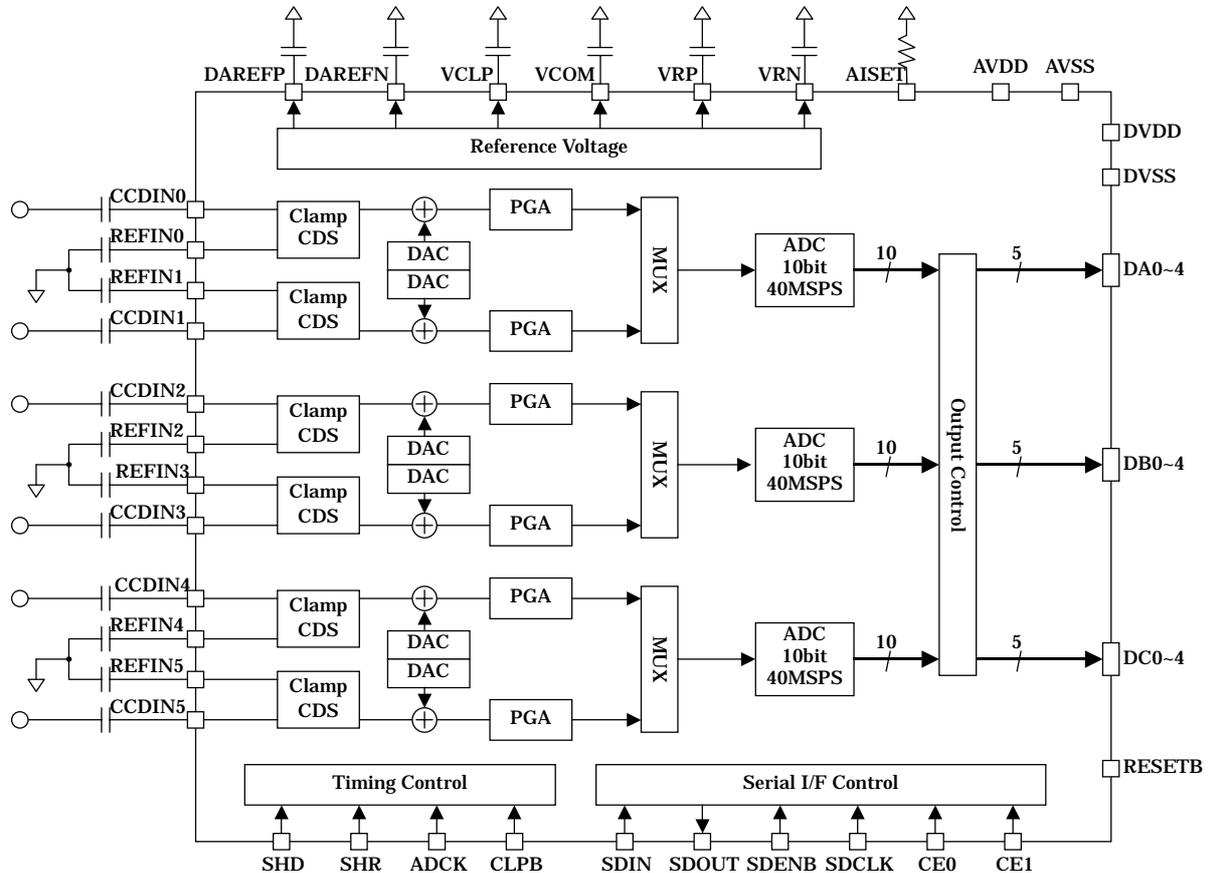 DAREFP DAREFN VCLP VCOM VRP VRN AISET AVDD AVSS
DVDD
DVSS
Reference Voltage
CCDIN0
REFIN0
REFIN1
CCDIN1
Clamp
CDS
Clamp
CDS
DAC
DAC
PGA
PGA
MUX
ADC
10bit
40MSPS
10
5
DA0~4
CCDIN2
REFIN2
REFIN3
CCDIN3
Clamp
CDS
Clamp
CDS
DAC
DAC
PGA
PGA
MUX
ADC
10bit
40MSPS
10
Output Control
5
DB0~4
CCDIN4
REFIN4
REFIN5
CCDIN5
Clamp
CDS
Clamp
CDS
DAC
DAC
PGA
PGA
MUX
ADC
10bit
40MSPS
10
5
DC0~4
RESETB
Timing Control
Serial I/F Control
SHD SHR ADCK CLPB SDIN SDOUT SDENB SDCLK CE0 CE1